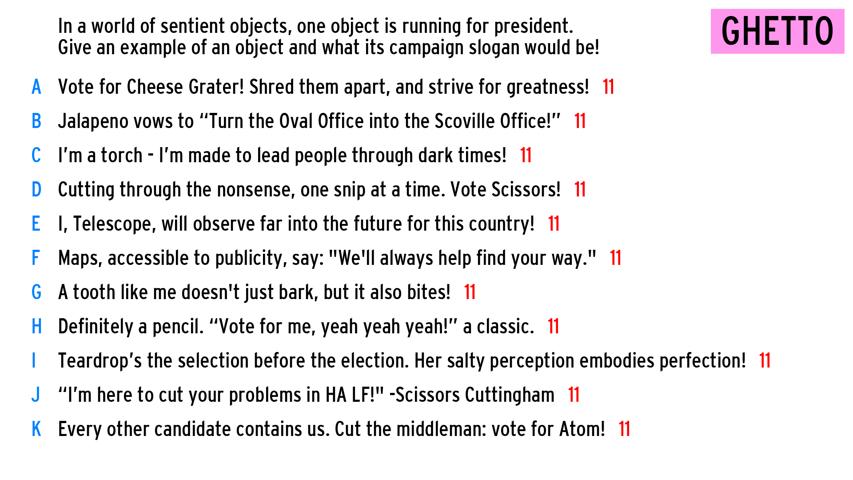 In a world of sentient objects, one object is running for president.
Give an example of an object and what its campaign slogan would be!
GHETTO
A Vote for Cheese Grater! Shred them apart, and strive for greatness! 11
B Jalapeno vows to “Turn the Oval Office into the Scoville Office!” 11
C I’m a torch - I’m made to lead people through dark times! 11
D Cutting through the nonsense, one snip at a time. Vote Scissors! 11
E I, Telescope, will observe far into the future for this country! 11
F Maps, accessible to publicity, say: "We'll always help find your way." 11
G A tooth like me doesn't just bark, but it also bites! 11
H Definitely a pencil. “Vote for me, yeah yeah yeah!” a classic. 11
I Teardrop’s the selection before the election. Her salty perception embodies perfection! 11
J “I’m here to cut your problems in HA LF!" -Scissors Cuttingham 11
K Every other candidate contains us. Cut the middleman: vote for Atom! 11